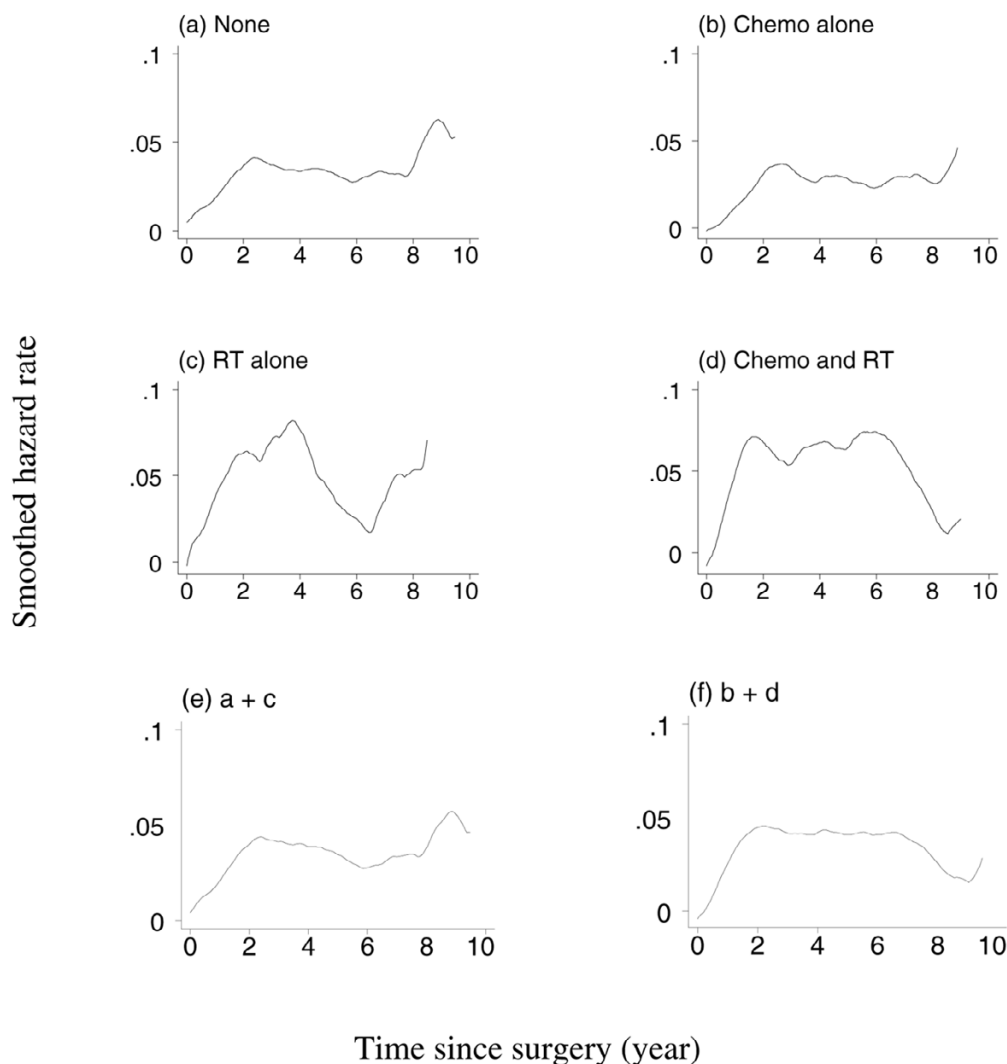 (a) None
(b) Chemo alone
.1
.05
0
0 2 4 6 8 10
.1
.05
0
0 2 4 6 8 10
Smoothed hazard rate
(c) RT alone
(d) Chemo and RT
.1
.05
0
0 2 4 6 8 10
.1
.05
0
0 2 4 6 8 10
(e) a + c
(f) b + d
.1
.05
0
0 2 4 6 8 10
.1
.05
0
0 2 4 6 8 10
Time since surgery (year)